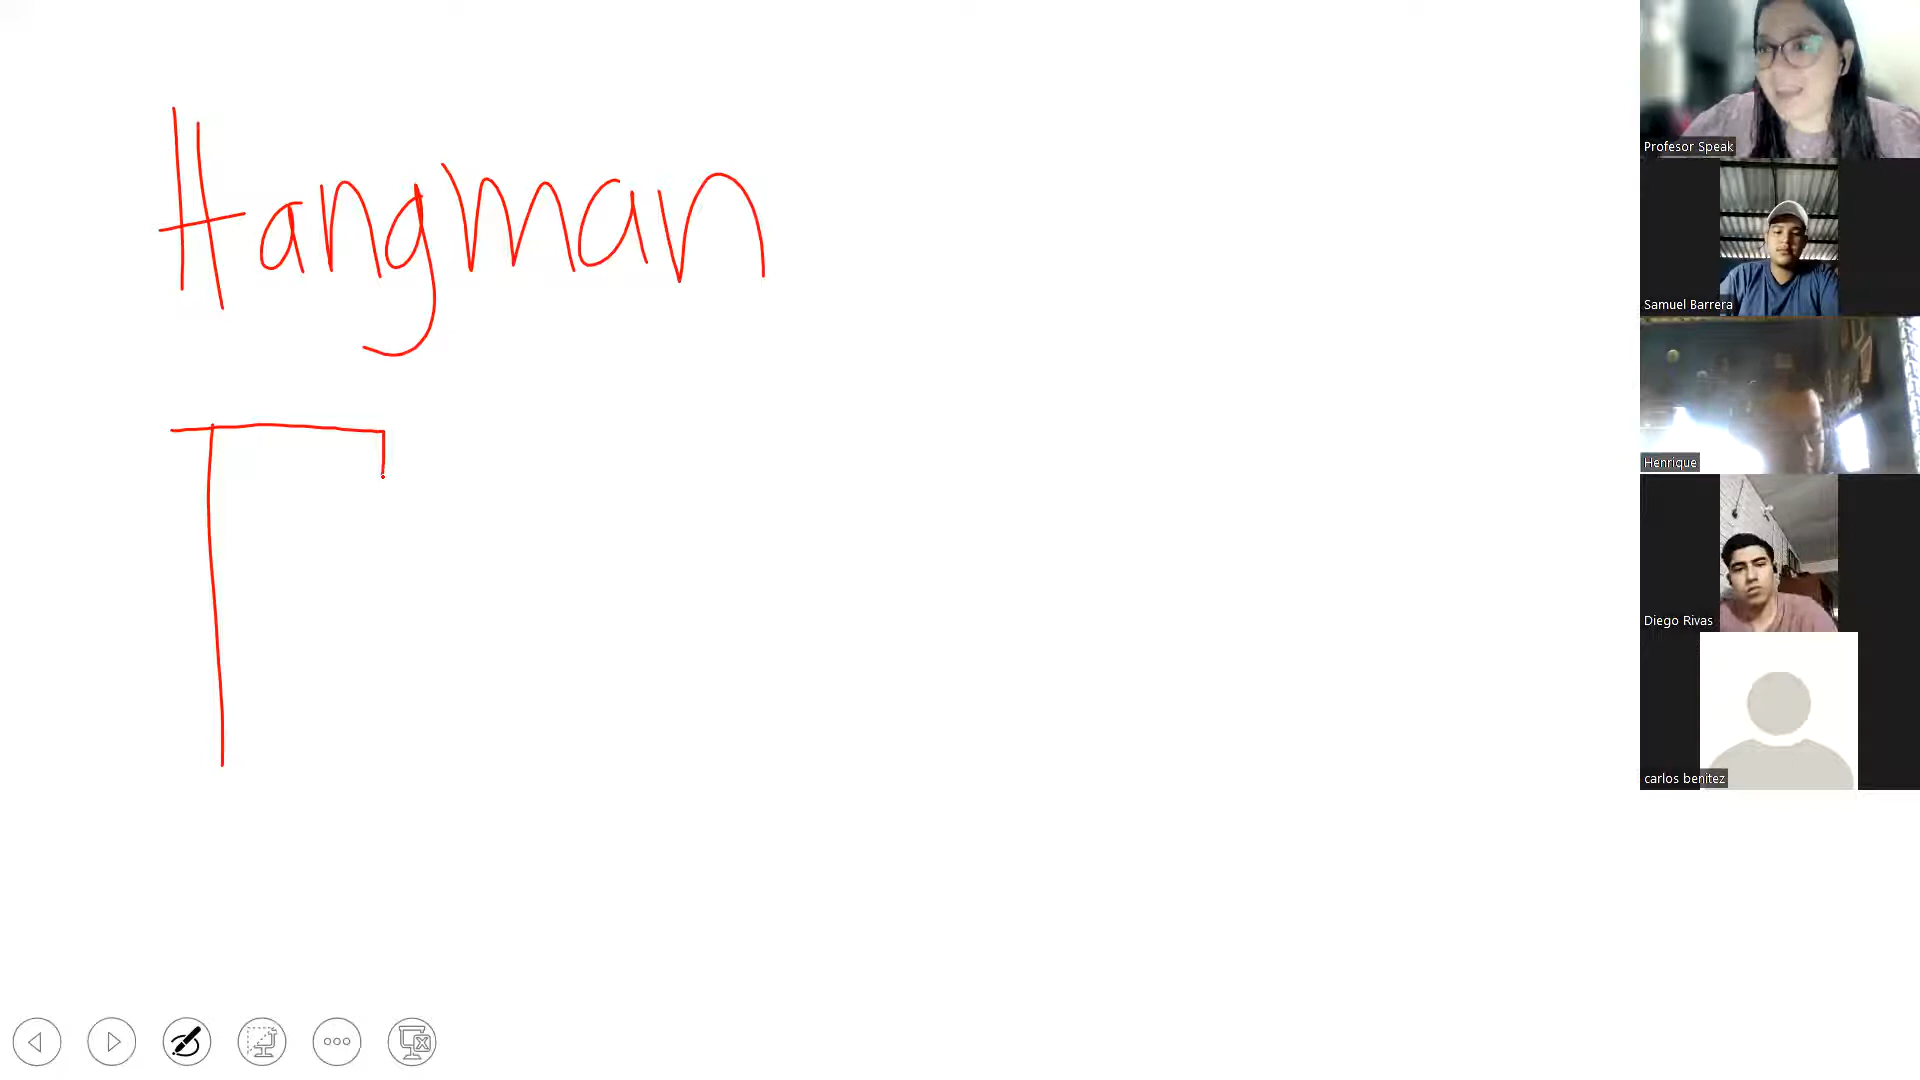 Hangman
Profesor Speak
Samuel Barrera
Henrique
Diego Rivas
carlos benitez